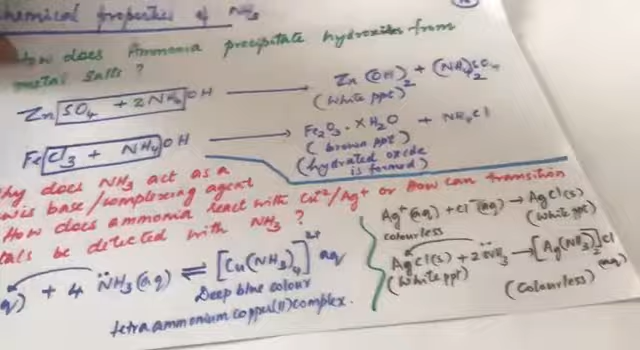 chemical properties of NH3
How does Ammonia precipitate hydroxides from
metal salts ?
ZnSO4 + 2NH4OH → Zn(OH)2 + (NH4)2SO4
(white ppt)
FeCl3 + NH4OH → Fe2O3.XH2O + NH4Cl
(brown ppt)
(hydrated oxide
is formed)
Why does NH3 act as a
Lewis base/complexing agent
How does ammonia react with Cu+2/Ag+ or How can transition
metals be detected with NH3 ?
q) + 4 NH3(aq) ⇌ [Cu(NH3)4]2+ aq
Deep blue colour
tetraammonium copper(II) complex.
Ag+(aq) + Cl-(aq) → AgCl(s)
colourless (white ppt)
AgCl(s) + 2NH3 → [Ag(NH3)2]Cl
(white ppt) (aq)
(colourless)